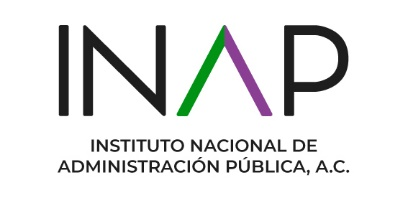 INAP
INSTITUTO NACIONAL DE
ADMINISTRACIÓN PÚBLICA, A.C.